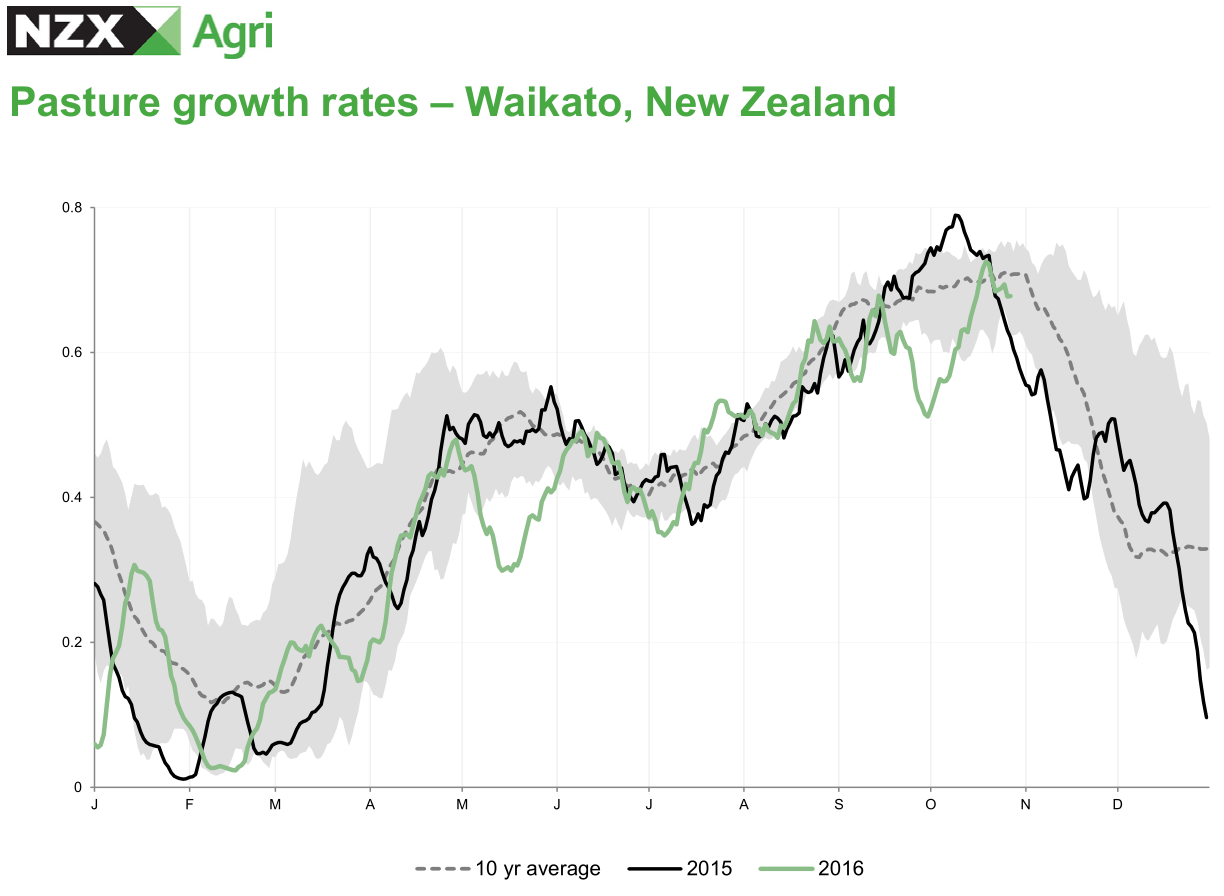 NZX Agri
Pasture growth rates – Waikato, New Zealand
0.8
0.6
0.4
0.2
0
J F M A M J J A S O N D
10 yr average 2015 2016